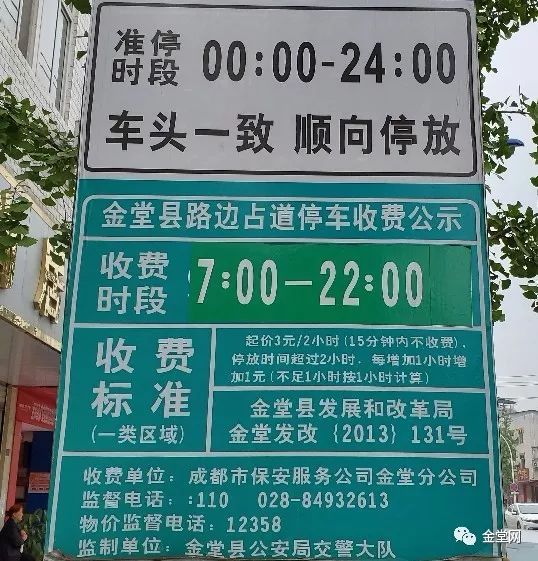 准停
时段 00:00-24:00
车头一致 顺向停放
金堂县路边占道停车收费公示
收费
时段 7:00—22:00
收费
标准
(一类区域)
起价3元/2小时(15分钟内不收费),
停放时间超过2小时,每增加1小时增
加1元(不足1小时按1小时计算)
金堂县发展和改革局
金堂发改{2013}131号
收费单位:成都市保安服务公司金堂分公司
监督电话::110 028-84932613
物价监督电话:12358
监制单位:金堂县公安局交警大队
金堂网